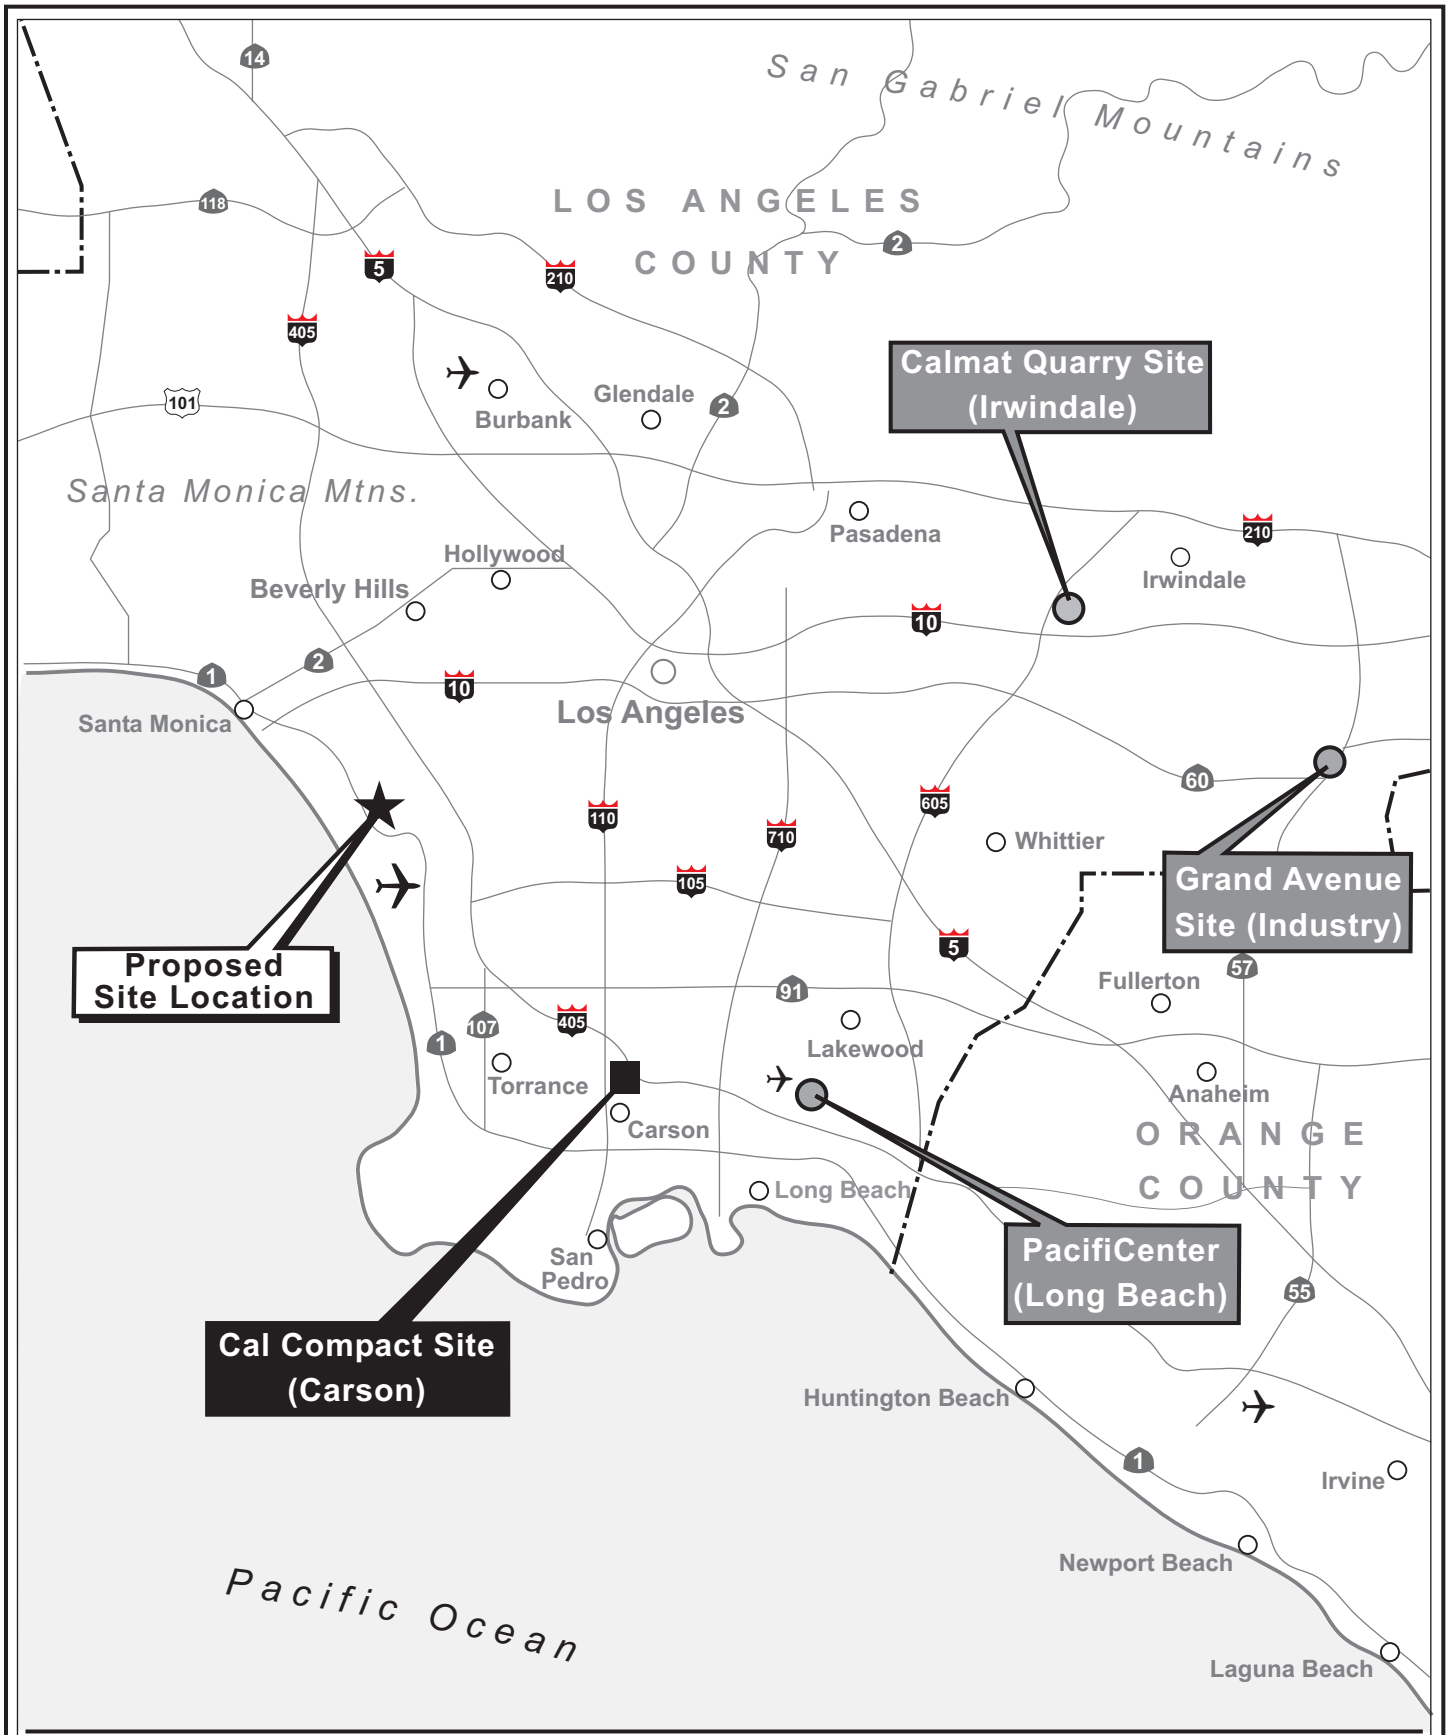 14
San Gabriel Mountains
118
LOS ANGELES
COUNTY
2
5
210
405
Calmat Quarry Site
(Irwindale)
101
Burbank
Glendale
2
Santa Monica Mtns.
Pasadena
210
Hollywood
Irwindale
Beverly Hills
10
1
2
10
Santa Monica
Los Angeles
60
110
710
605
Whittier
105
Grand Avenue
Site (Industry)
5
Proposed
Site Location
57
Fullerton
91
107
405
1
Lakewood
Torrance
Anaheim
Carson
ORANGE
COUNTY
Long Beach
San
Pedro
PacifiCenter
(Long Beach)
55
Cal Compact Site
(Carson)
Huntington Beach
1
Irvine
Newport Beach
Pacific Ocean
Laguna Beach